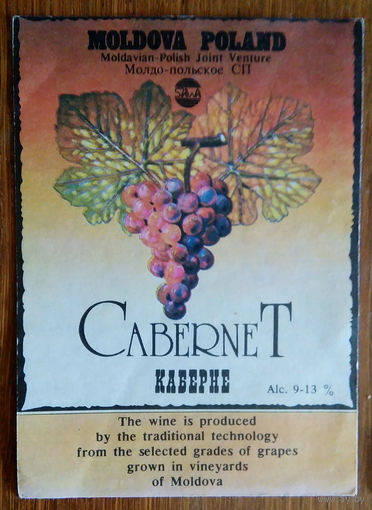 MOLDOVA POLAND
Moldavian-Polish Joint Venture
Молдо-польское СП
CABERNET
КАБЕРНЕ
Alc. 9-13 %
The wine is produced
by the traditional technology
from the selected grades of grapes
grown in vineyards
of Moldova